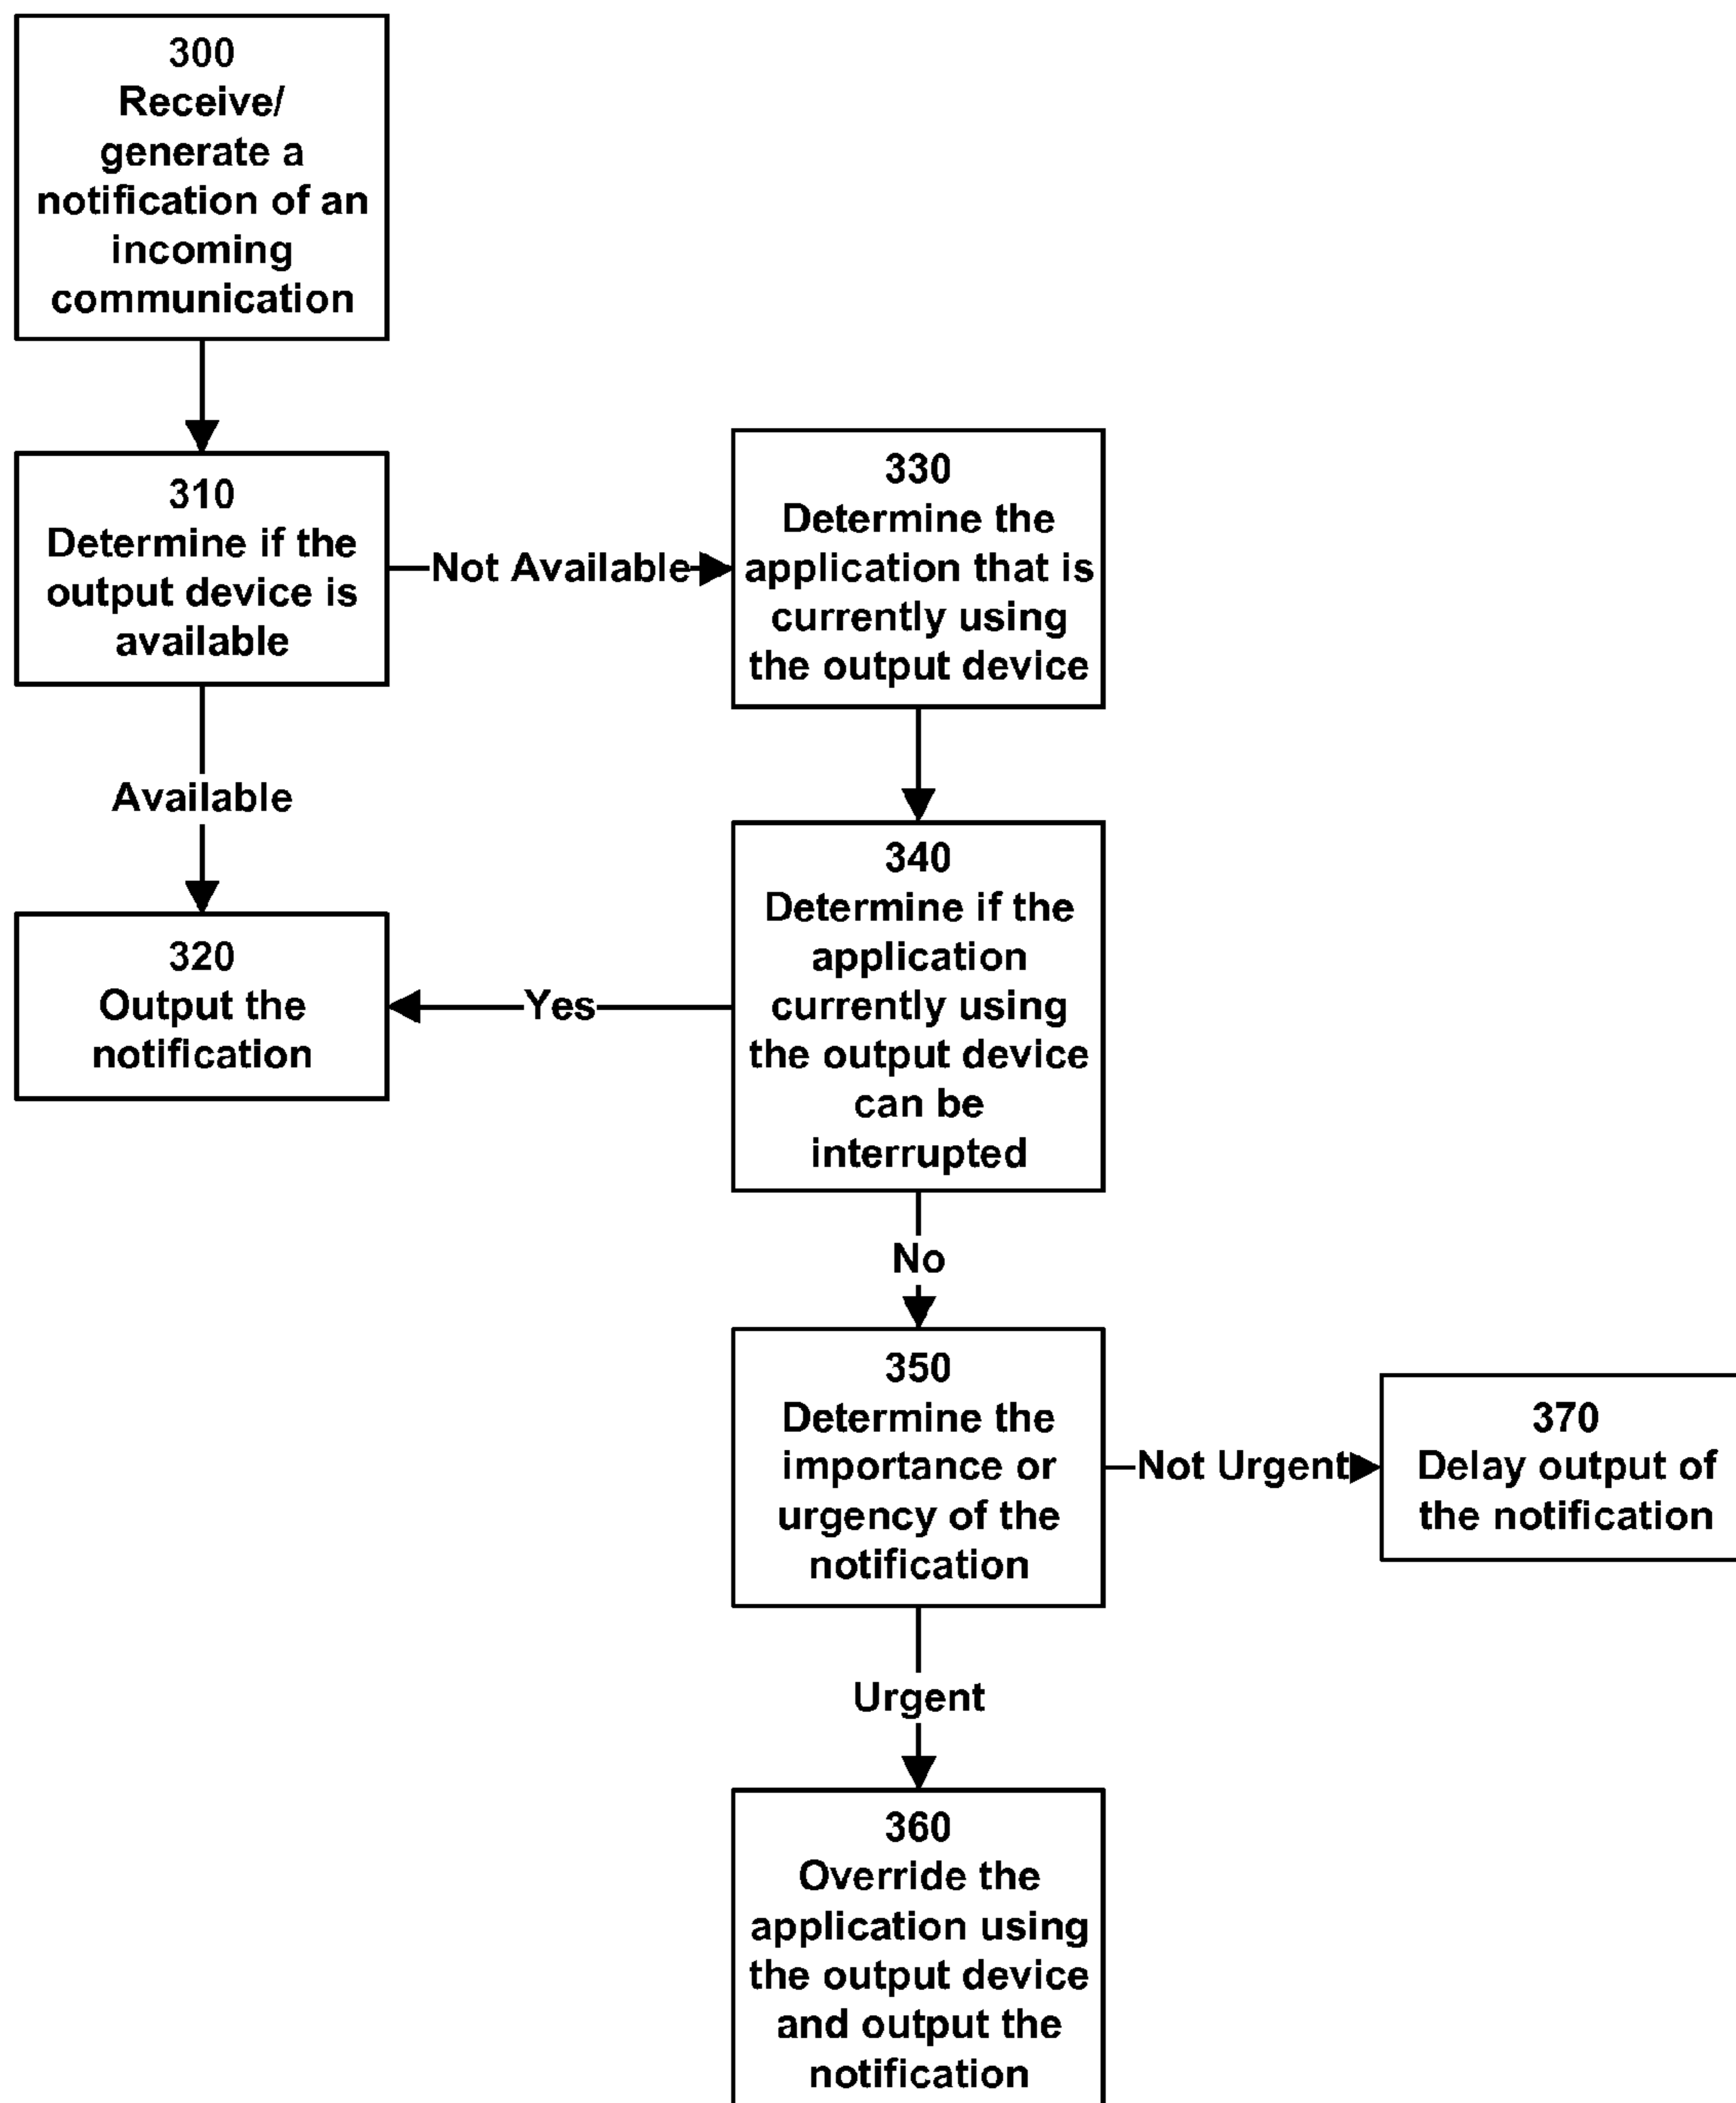 300
Receive/
generate a
notification of an
incoming
communication
310
Determine if the
output device is
available
Not Available
330
Determine the
application that is
currently using
the output device
Available
320
Output the
notification
Yes
340
Determine if the
application
currently using
the output device
can be
interrupted
No
350
Determine the
importance or
urgency of the
notification
Not Urgent
370
Delay output of
the notification
Urgent
360
Override the
application using
the output device
and output the
notification